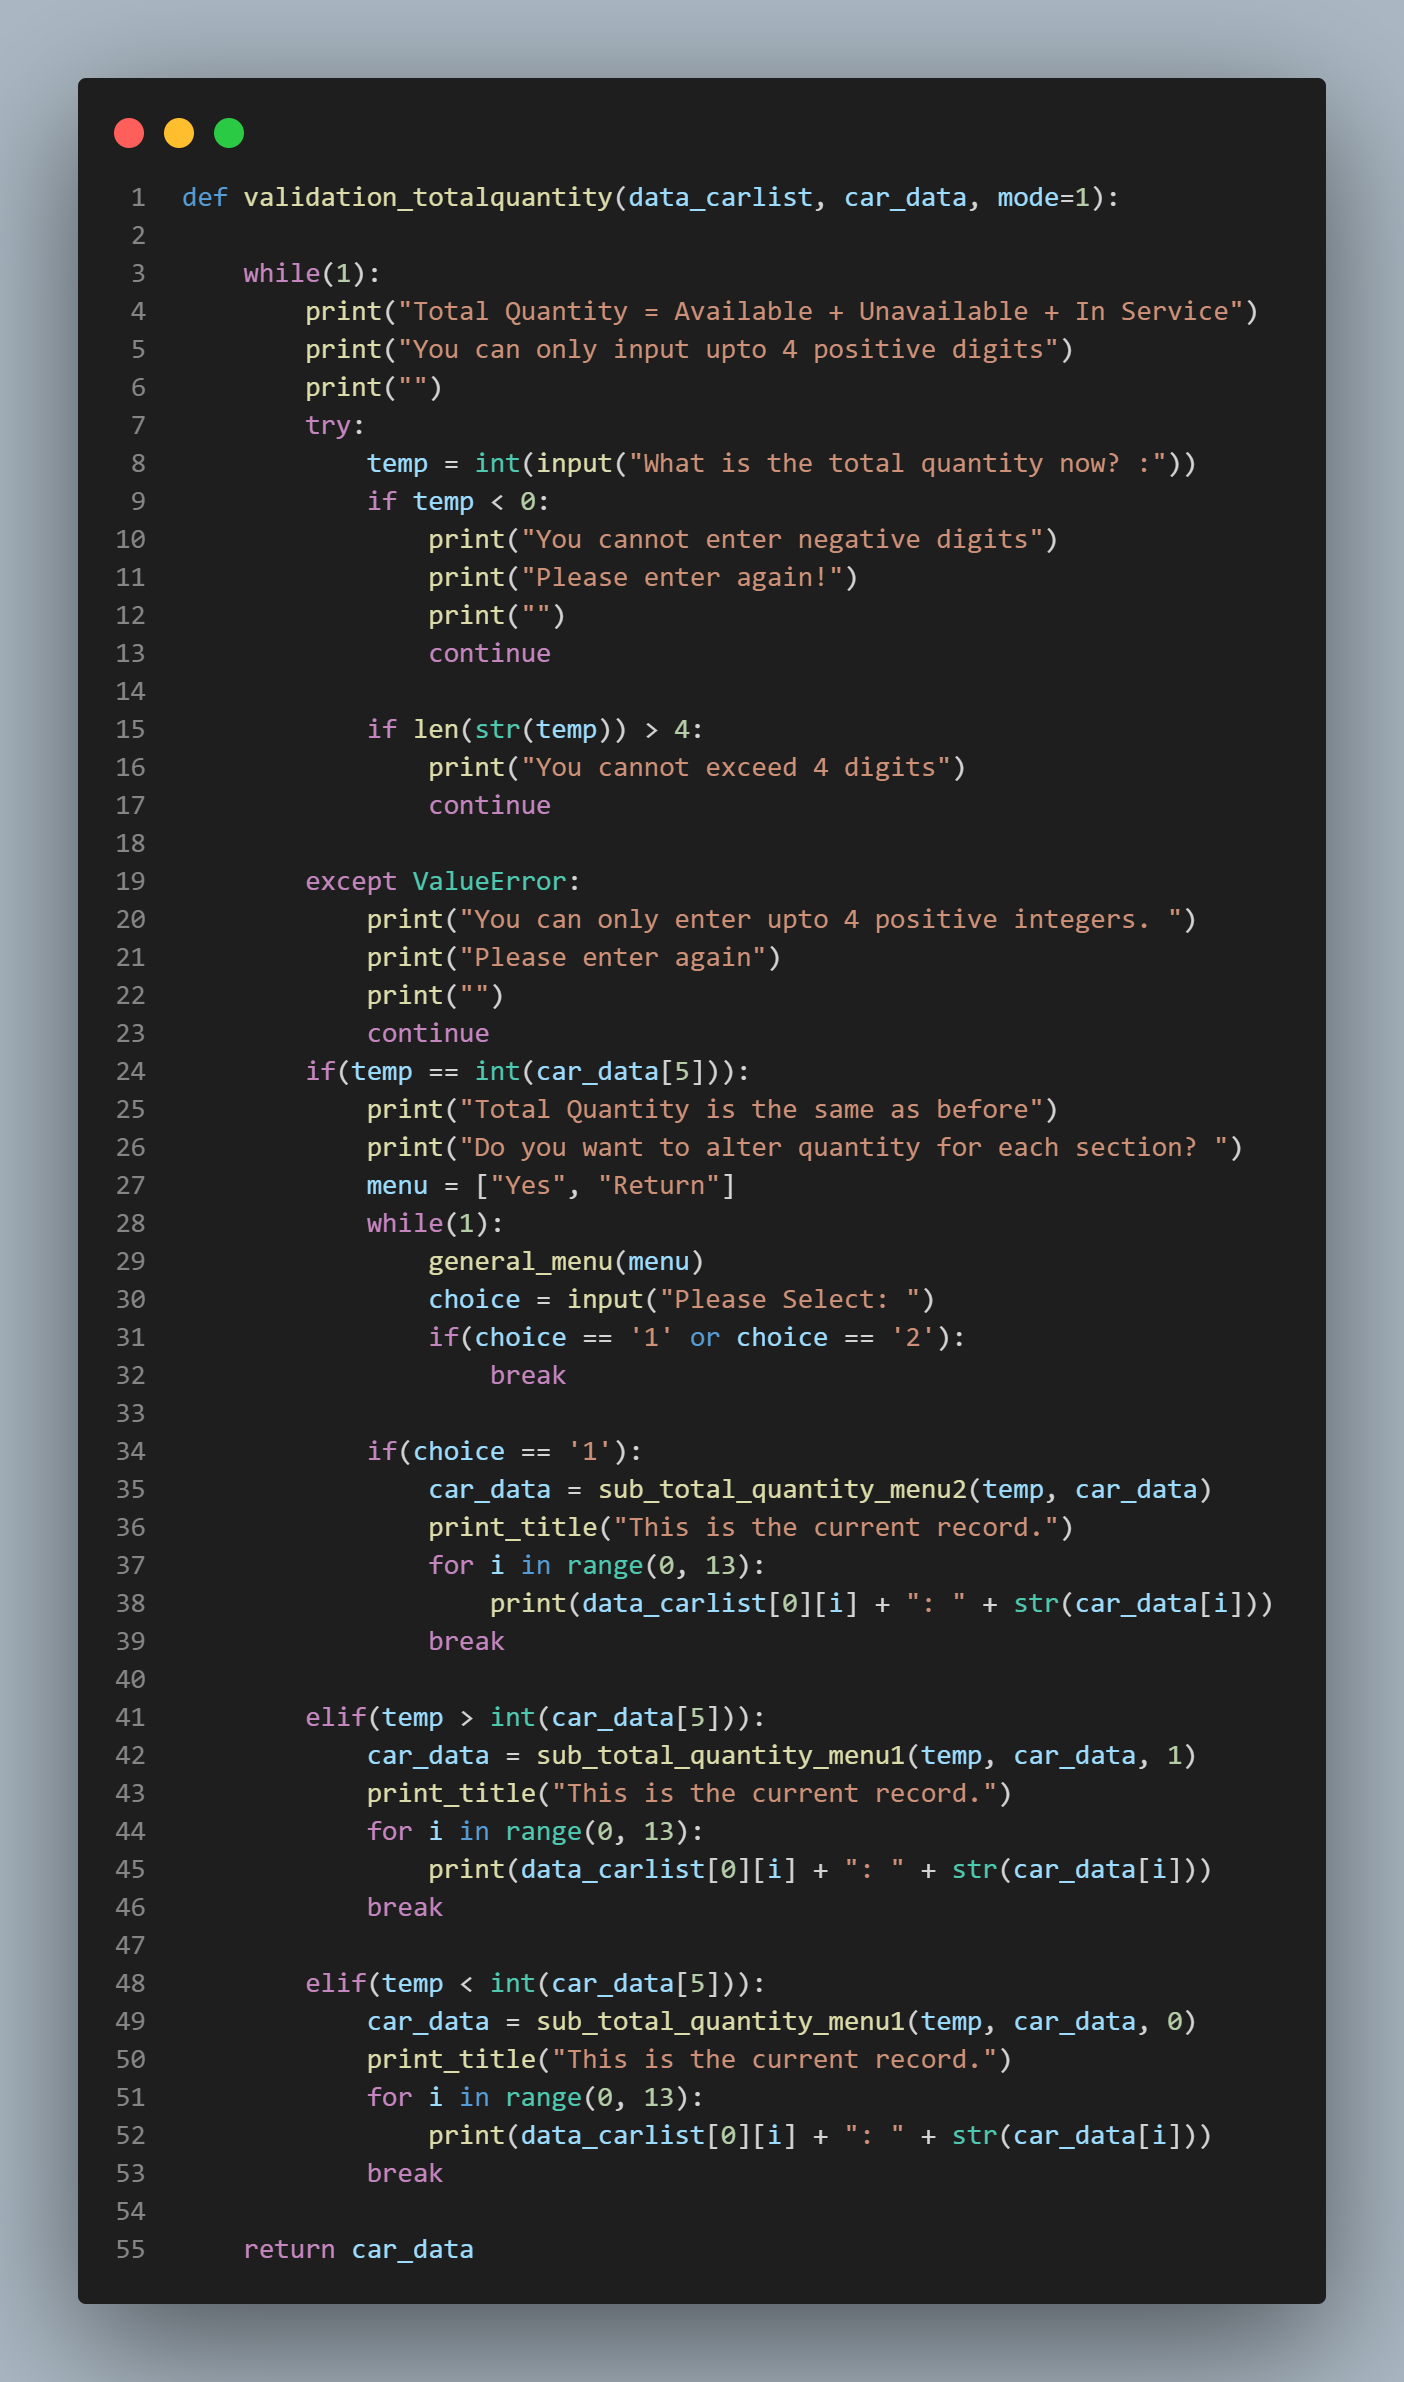 1 def validation_totalquantity(data_carlist, car_data, mode=1):
2
3     while(1):
4         print("Total Quantity = Available + Unavailable + In Service")
5         print("You can only input upto 4 positive digits")
6         print("")
7         try:
8             temp = int(input("What is the total quantity now? :"))
9             if temp < 0:
10                 print("You cannot enter negative digits")
11                 print("Please enter again!")
12                 print("")
13                 continue
14
15             if len(str(temp)) > 4:
16                 print("You cannot exceed 4 digits")
17                 continue
18
19         except ValueError:
20             print("You can only enter upto 4 positive integers. ")
21             print("Please enter again")
22             print("")
23             continue
24         if(temp == int(car_data[5])):
25             print("Total Quantity is the same as before")
26             print("Do you want to alter quantity for each section? ")
27             menu = ["Yes", "Return"]
28             while(1):
29                 general_menu(menu)
30                 choice = input("Please Select: ")
31                 if(choice == '1' or choice == '2'):
32                     break
33
34             if(choice == '1'):
35                 car_data = sub_total_quantity_menu2(temp, car_data)
36                 print_title("This is the current record.")
37                 for i in range(0, 13):
38                     print(data_carlist[0][i] + ": " + str(car_data[i]))
39                 break
40
41         elif(temp > int(car_data[5])):
42             car_data = sub_total_quantity_menu1(temp, car_data, 1)
43             print_title("This is the current record.")
44             for i in range(0, 13):
45                 print(data_carlist[0][i] + ": " + str(car_data[i]))
46             break
47
48         elif(temp < int(car_data[5])):
49             car_data = sub_total_quantity_menu1(temp, car_data, 0)
50             print_title("This is the current record.")
51             for i in range(0, 13):
52                 print(data_carlist[0][i] + ": " + str(car_data[i]))
53             break
54
55     return car_data